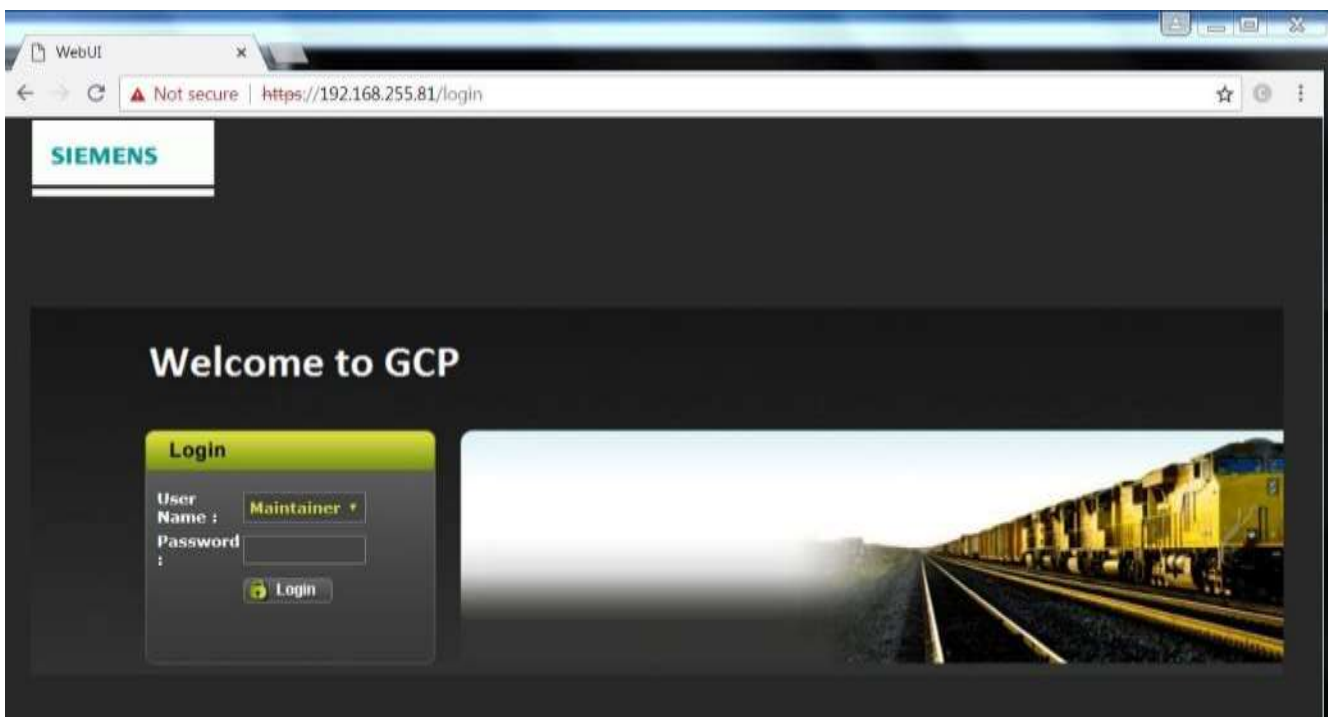 WebUI
Not secure | https://192.168.255.81/login
SIEMENS
Welcome to GCP
Login
User
Name :
Maintainer
Password
:
Login